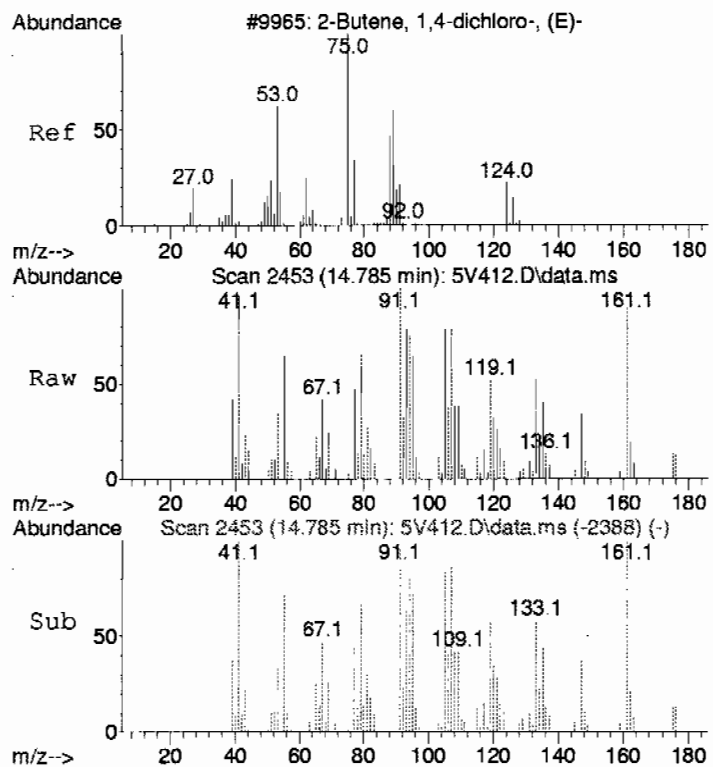 Abundance #9965: 2-Butene, 1,4-dichloro-, (E)-
75.0
53.0
50
Ref
27.0
124.0
92.0
0
m/z--> 20 40 60 80 100 120 140 160 180
Abundance Scan 2453 (14.785 min): 5V412.D\data.ms
41.1 91.1 161.1
50
Raw
67.1
119.1
136.1
0
m/z--> 20 40 60 80 100 120 140 160 180
Abundance Scan 2453 (14.785 min): 5V412.D\data.ms (-2388) (-)
41.1 91.1 161.1
50
Sub
67.1
109.1
133.1
0
m/z--> 20 40 60 80 100 120 140 160 180